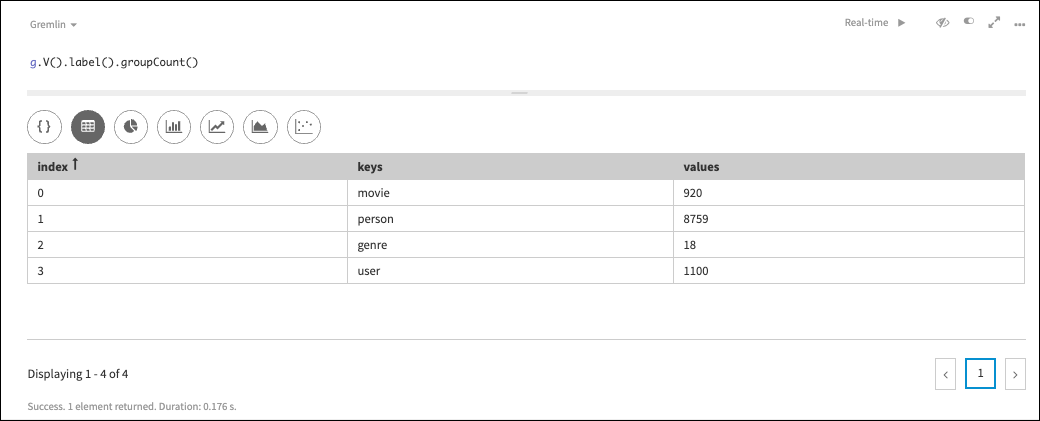 Gremlin
Real-time
g.V().label().groupCount()
{ }
index keys values
0 movie 920
1 person 8759
2 genre 18
3 user 1100
Displaying 1 - 4 of 4
< 1 >
Success. 1 element returned. Duration: 0.176 s.